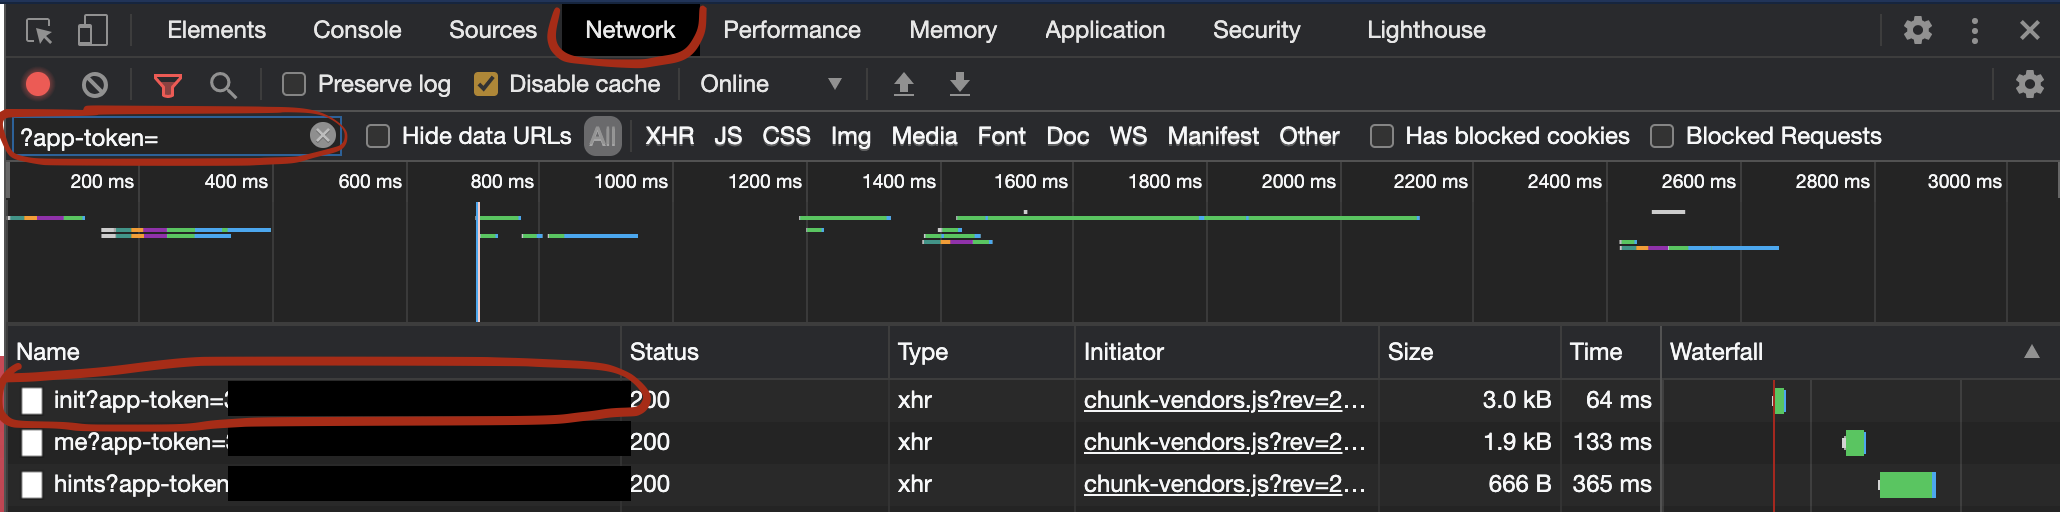 Elements Console Sources Network Performance Memory Application Security Lighthouse
Preserve log Disable cache Online
?app-token= Hide data URLs All XHR JS CSS Img Media Font Doc WS Manifest Other Has blocked cookies Blocked Requests
200 ms 400 ms 600 ms 800 ms 1000 ms 1200 ms 1400 ms 1600 ms 1800 ms 2000 ms 2200 ms 2400 ms 2600 ms 2800 ms 3000 ms
Name Status Type Initiator Size Time Waterfall
init?app-token= 200 xhr chunk-vendors.js?rev=2… 3.0 kB 64 ms
me?app-token= 200 xhr chunk-vendors.js?rev=2… 1.9 kB 133 ms
hints?app-token 200 xhr chunk-vendors.js?rev=2… 666 B 365 ms